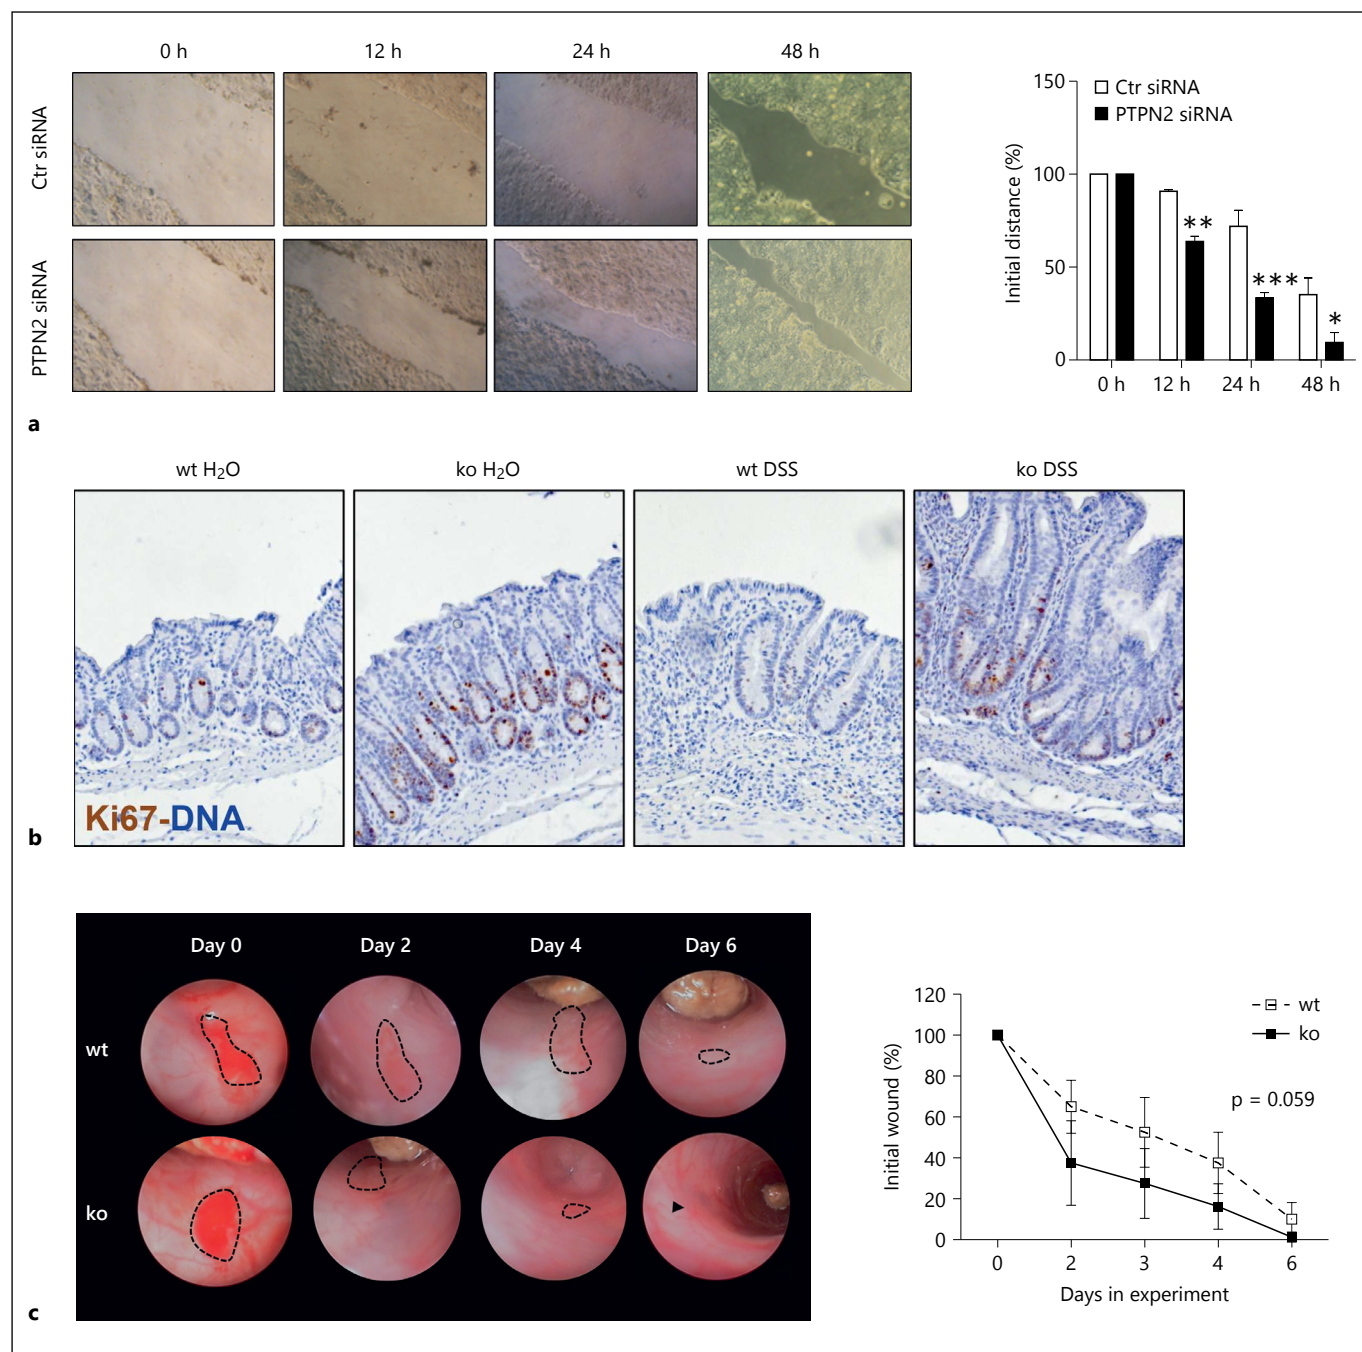 0 h 12 h 24 h 48 h
Ctr siRNA
PTPN2 siRNA
150
100
50
0
Initial distance (%)
Ctr siRNA
PTPN2 siRNA
**
***
*
0 h 12 h 24 h 48 h
a
wt H₂O ko H₂O wt DSS ko DSS
Ki67-DNA
b
Day 0 Day 2 Day 4 Day 6
wt
ko
120
100
80
60
40
20
0
Initial wound (%)
wt
ko
p = 0.059
0 2 3 4 6
Days in experiment
c